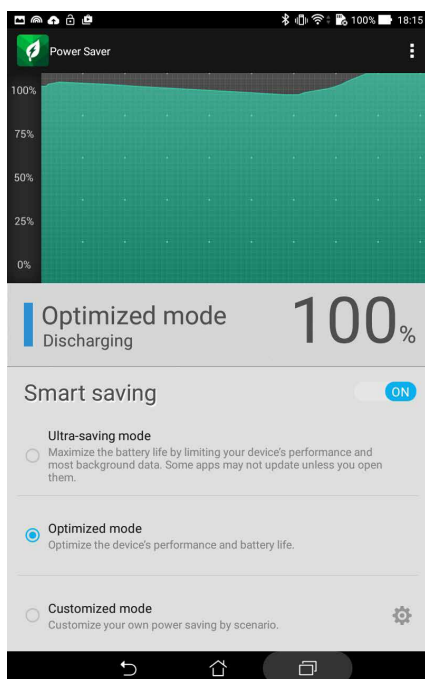 100% 18:15
Power Saver
100%
75%
50%
25%
0%
Optimized mode
Discharging
100%
Smart saving
ON
Ultra-saving mode
Maximize the battery life by limiting your device's performance and
most background data. Some apps may not update unless you open
them.
Optimized mode
Optimize the device's performance and battery life.
Customized mode
Customize your own power saving by scenario.